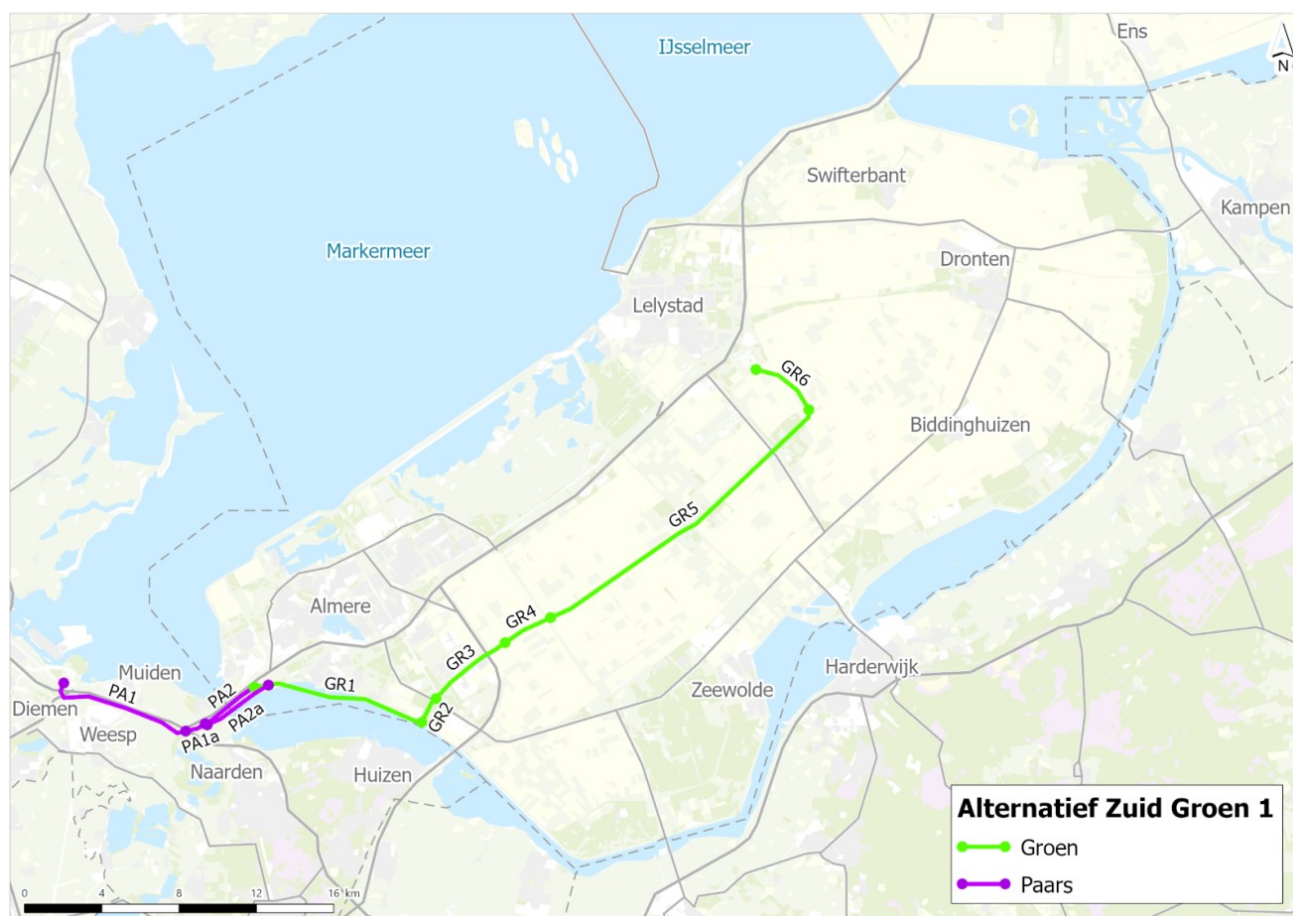 Ens
IJsselmeer
N
Swifterbant
Kampen
Markermeer
Dronten
Lelystad
GR6
Biddinghuizen
GR5
Almere
GR4
GR3
Muiden
PA2
GR1
Zeewolde
Harderwijk
PA1
Diemen
PA2a
GR2
Weesp
PA1a
Naarden
Huizen
Alternatief Zuid Groen 1
Groen
Paars
0 4 8 12 16 km